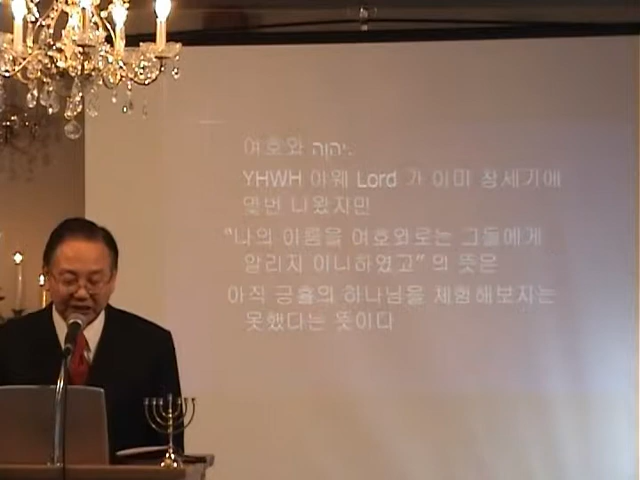 여호와 יהוה.
YHWH 야웨 Lord 가 이미 창세기에
몇번 나왔지만
“나의 이름을 여호와로는 그들에게
알리지 아니하였고”의 뜻은
아직 긍휼의 하나님을 체험해보지는
못했다는 뜻이다